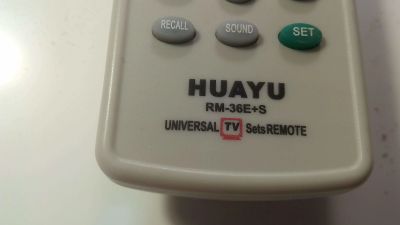 RECALL SOUND SET
HUAYU
RM-36E+S
UNIVERSAL TV Sets REMOTE